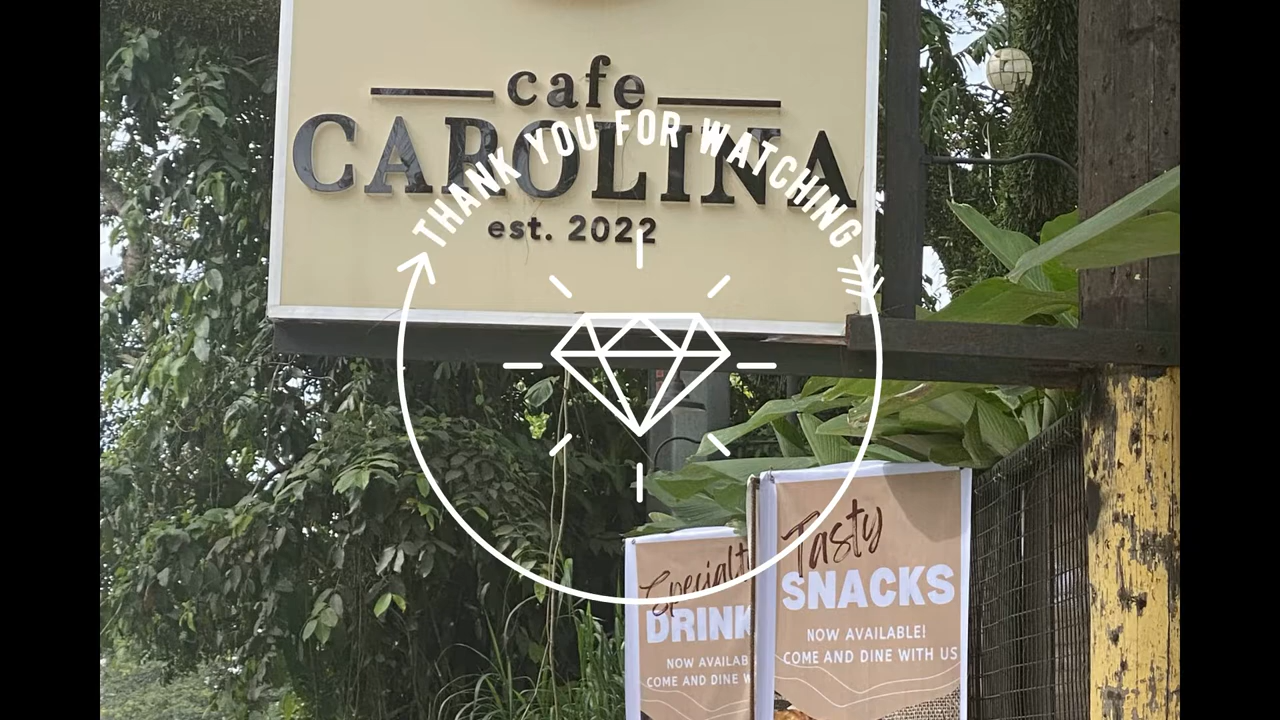 cafe
CAROLINA
est. 2022
THANK YOU FOR WATCHING
Tasty
SNACKS
NOW AVAILABLE!
COME AND DINE WITH US
Specialt
DRINK
NOW AVAILAB
COME AND DINE W